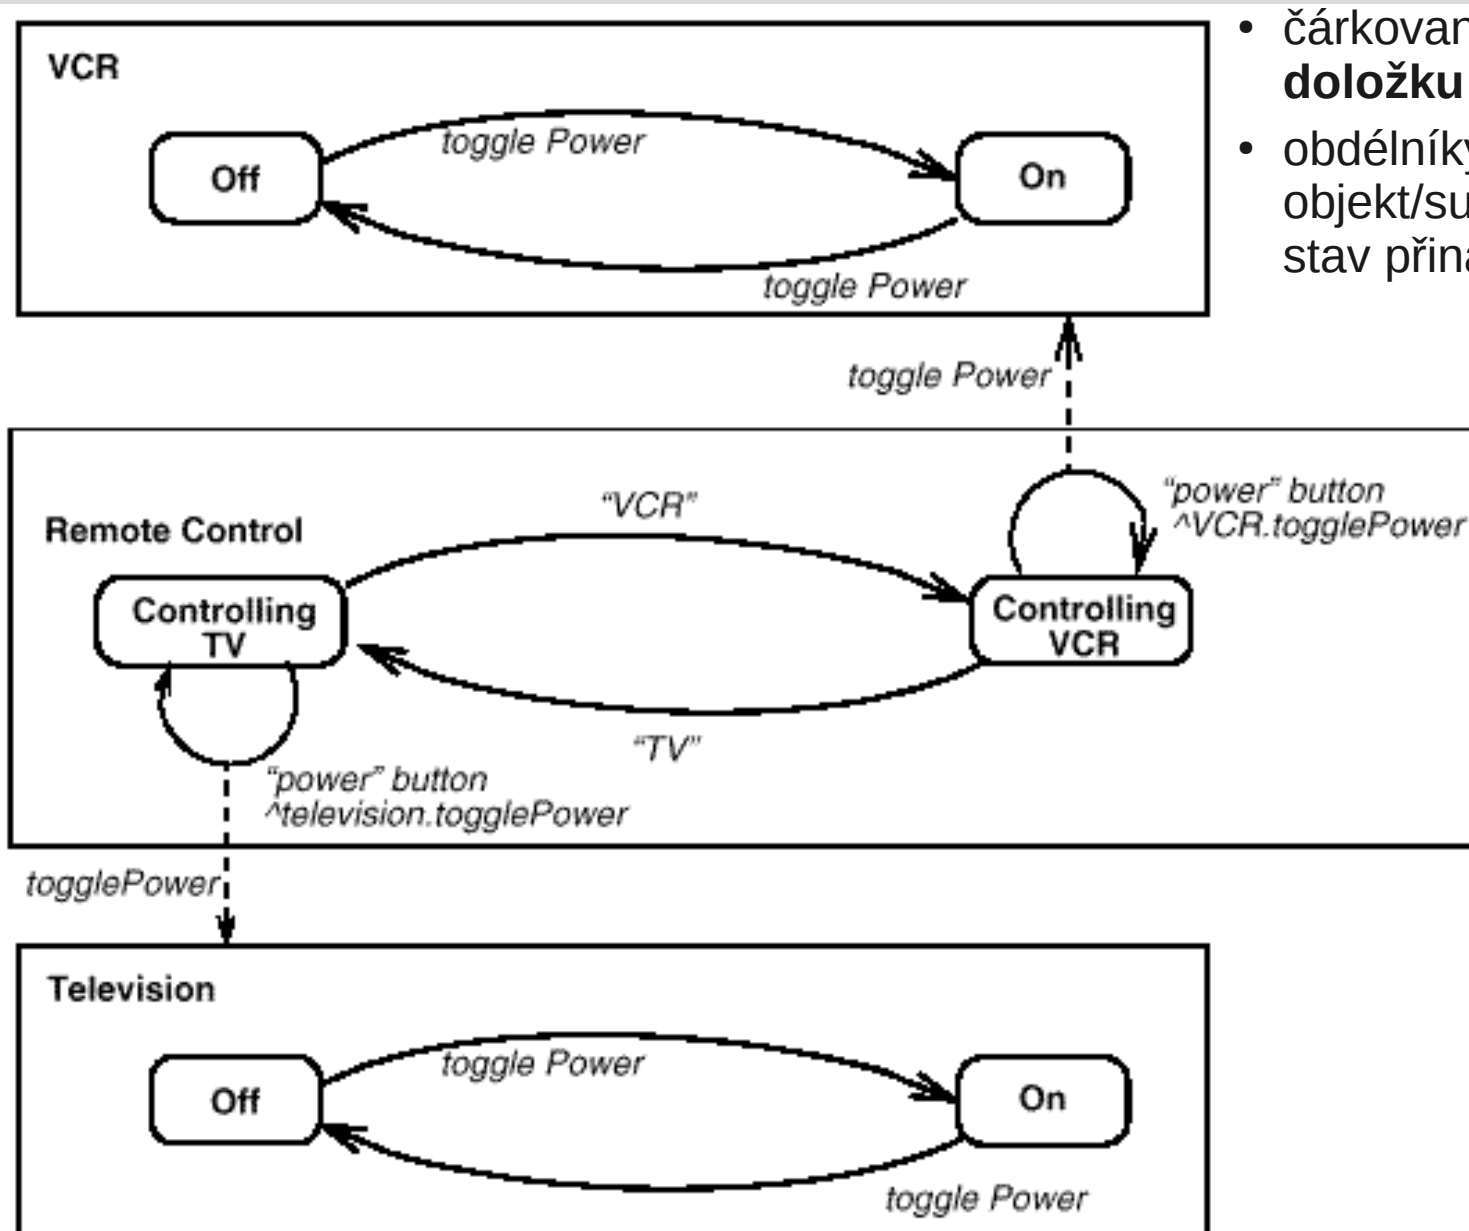 VCR
toggle Power
Off
On
toggle Power
• čárkovan
doložku
• obdélníky
objekt/su
stav přiná
toggle Power
“VCR”
“power” button
^VCR.togglePower
Remote Control
Controlling
TV
Controlling
VCR
“TV”
“power” button
^television.togglePower
togglePower
Television
toggle Power
Off
On
toggle Power